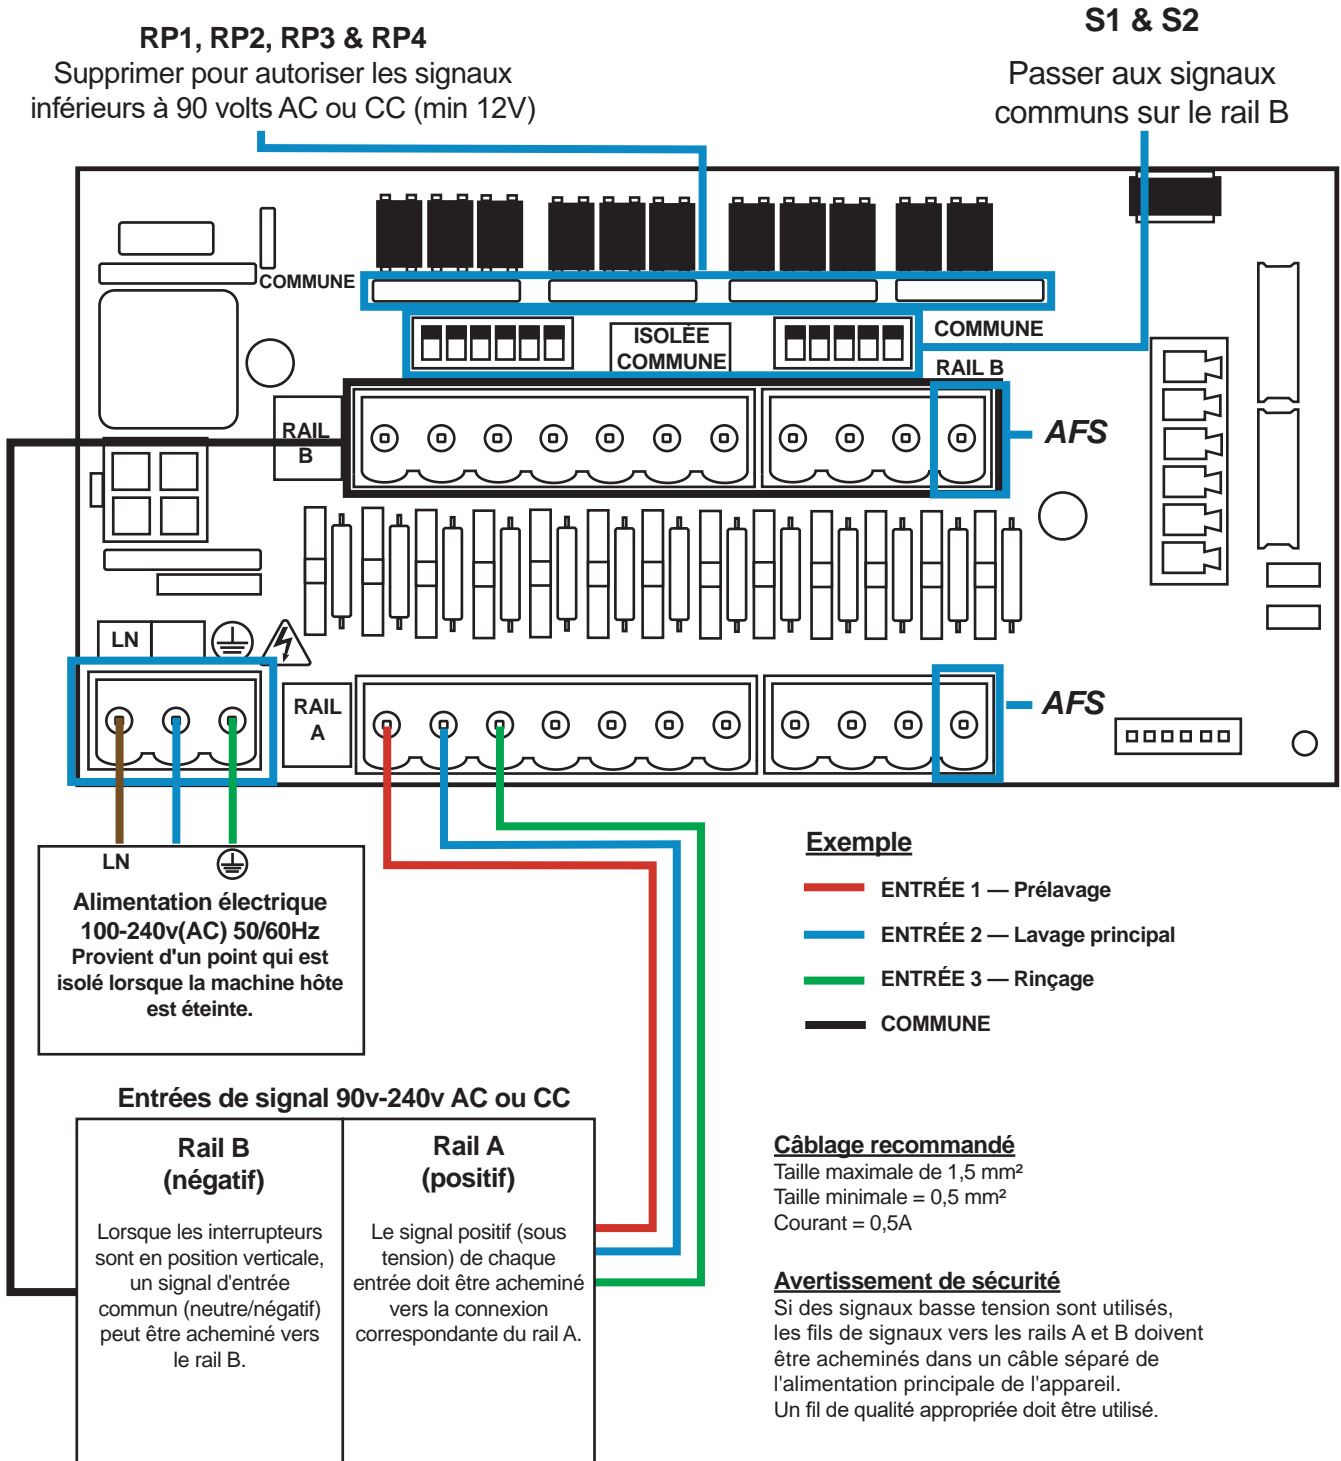 RP1, RP2, RP3 & RP4
Supprimer pour autoriser les signaux
inférieurs à 90 volts AC ou CC (min 12V)
S1 & S2
Passer aux signaux
communs sur le rail B
COMMUNE
ISOLÉE
COMMUNE
COMMUNE
RAIL B
RAIL
B
AFS
LN
RAIL
A
AFS
LN
Alimentation électrique
100-240v(AC) 50/60Hz
Provient d'un point qui est
isolé lorsque la machine hôte
est éteinte.
Exemple
ENTRÉE 1 — Prélavage
ENTRÉE 2 — Lavage principal
ENTRÉE 3 — Rinçage
COMMUNE
Entrées de signal 90v-240v AC ou CC
Rail B
(négatif)
Lorsque les interrupteurs
sont en position verticale,
un signal d'entrée
commun (neutre/négatif)
peut être acheminé vers
le rail B.
Rail A
(positif)
Le signal positif (sous
tension) de chaque
entrée doit être acheminé
vers la connexion
correspondante du rail A.
Câblage recommandé
Taille maximale de 1,5 mm²
Taille minimale = 0,5 mm²
Courant = 0,5A
Avertissement de sécurité
Si des signaux basse tension sont utilisés,
les fils de signaux vers les rails A et B doivent
être acheminés dans un câble séparé de
l'alimentation principale de l'appareil.
Un fil de qualité appropriée doit être utilisé.